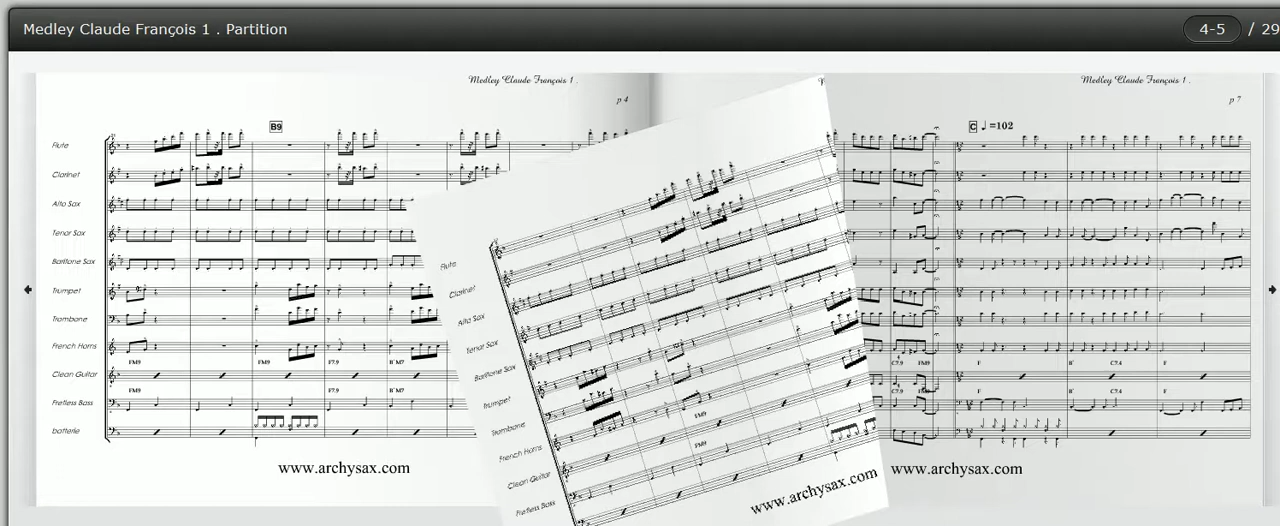 Medley Claude François 1 . Partition
4-5 / 29
Medley Claude François 1 .
p 4
B9
Flute
Clarinet
Alto Sax
Tenor Sax
Baritone Sax
Trumpet
Trombone
French Horns
FM9 FM9 F7.9 B♭M7
Clean Guitar
FM9 F7.9 B♭M7
Fretless Bass
batterie
www.archysax.com
Flute
Clarinet
Alto Sax
Tenor Sax
Baritone Sax
Trumpet
Trombone
French Horns
FM9
Clean Guitar
FM9
Fretless Bass
www.archysax.com
Medley Claude François 1 .
p 7
C ♩=102
C7.9 FM9 F B♭ C7.4 F
C7.9 FM9 F B♭ C7.4 F
www.archysax.com